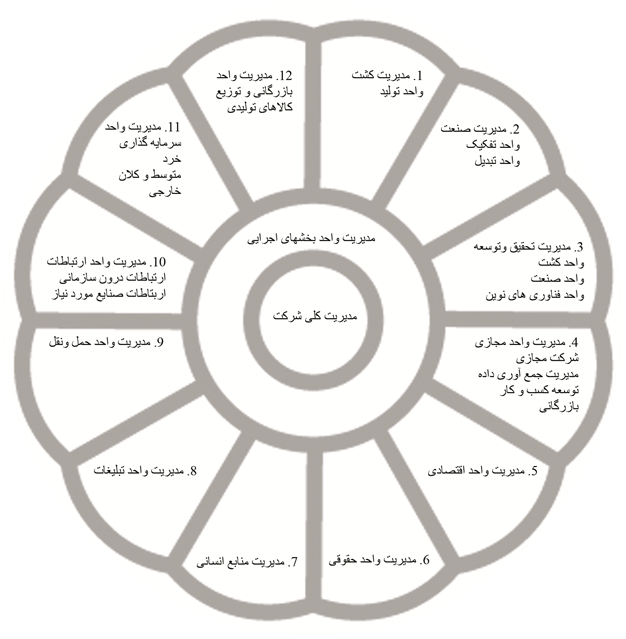 1. مدیریت کشت
واحد تولید
2. مدیریت صنعت
واحد تفکیک
واحد تبدیل
3. مدیریت تحقیق وتوسعه
واحد کشت
واحد صنعت
واحد فناوری های نوین
4. مدیریت واحد مجازی
شرکت مجازی
مدیریت جمع آوری داده
توسعه کسب و کار
بازرگانی
5. مدیریت واحد اقتصادی
6. مدیریت واحد حقوقی
7. مدیریت منابع انسانی
8. مدیریت واحد تبلیغات
9. مدیریت واحد حمل ونقل
10. مدیریت واحد ارتباطات
ارتباطات درون سازمانی
اربتاطات صنایع مورد نیاز
11. مدیریت واحد
سرمایه گذاری
خرد
متوسط و کلان
خارجی
12. مدیریت واحد
بازرگانی و توزیع
کالاهای تولیدی
مدیریت واحد بخشهای اجرایی
مدیریت کلی شرکت